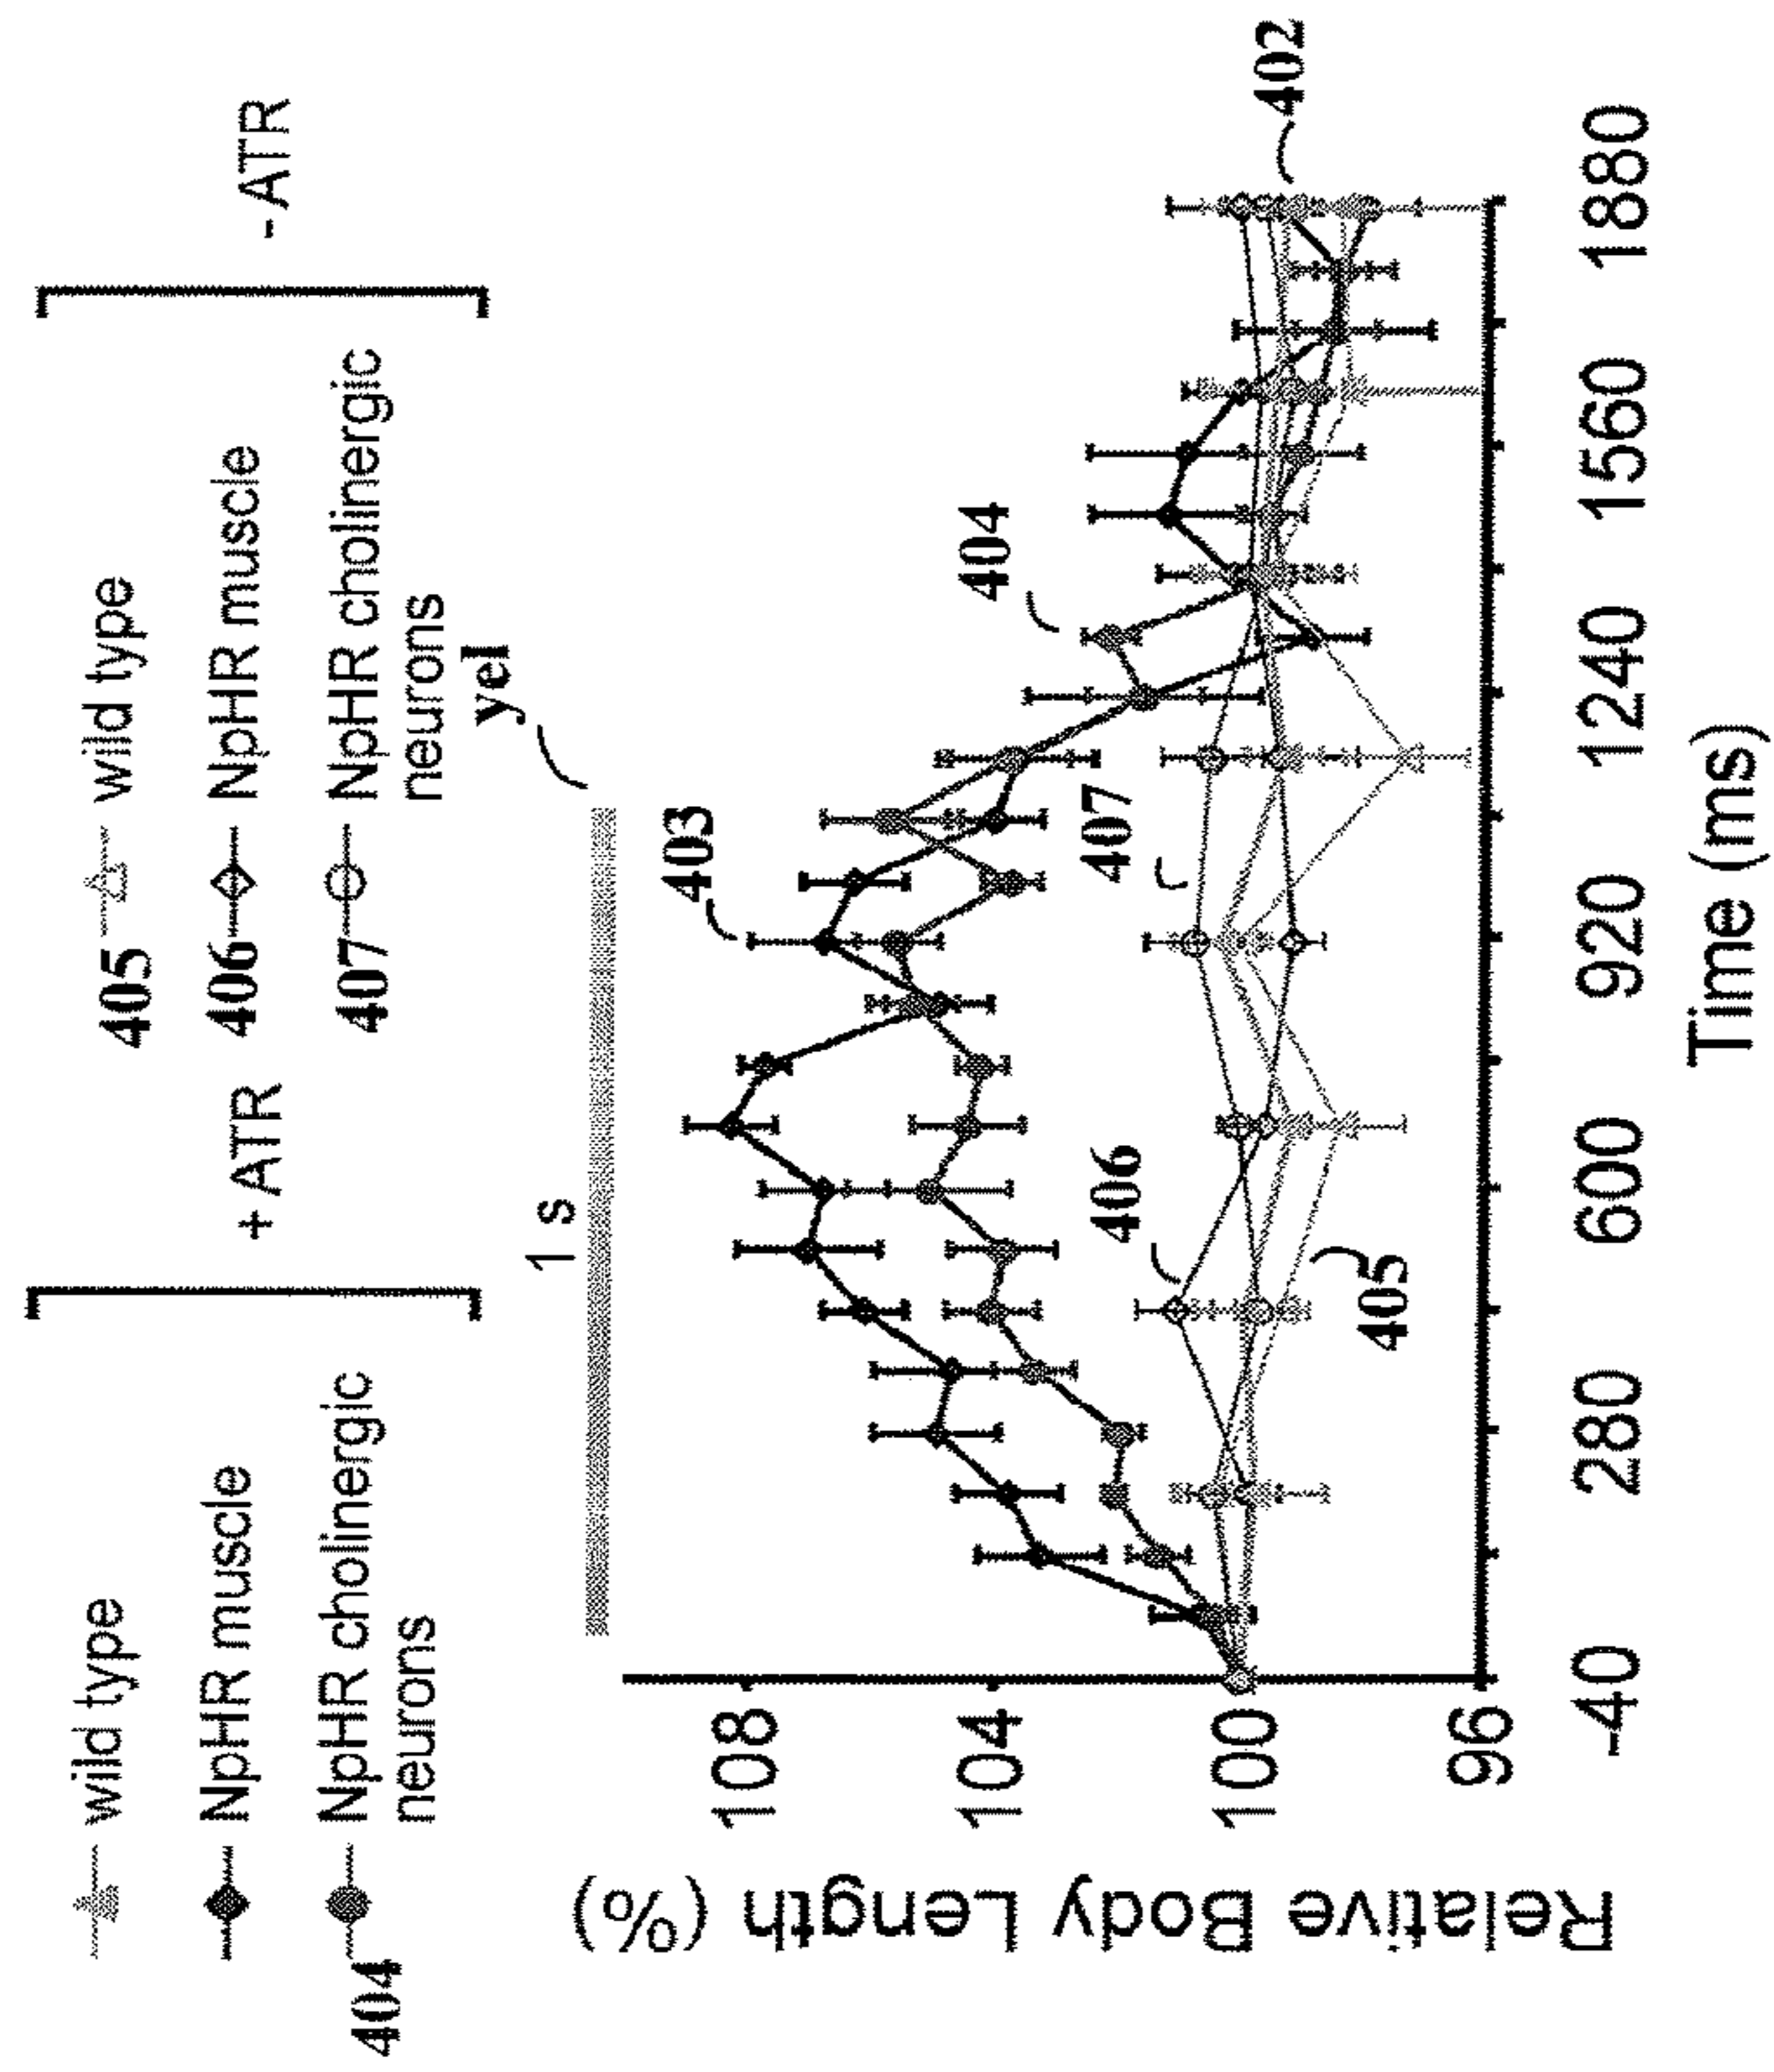 wild type
NpHR muscle
404 NpHR cholinergic
neurons
+ ATR
405 wild type
406 NpHR muscle
407 NpHR cholinergic
neurons
- ATR
1 s
yel
403
404
406
407
405
402
108
104
100
96
Relative Body Length (%)
-40 280 600 920 1240 1560 1880
Time (ms)